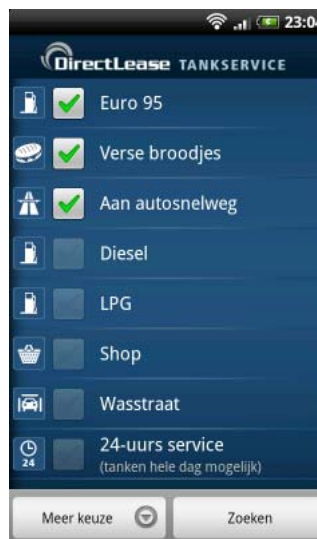 23:04
DirectLease TANKSERVICE
Euro 95
Verse broodjes
Aan autosnelweg
Diesel
LPG
Shop
Wasstraat
24
24-uurs service
(tanken hele dag mogelijk)
Meer keuze
Zoeken